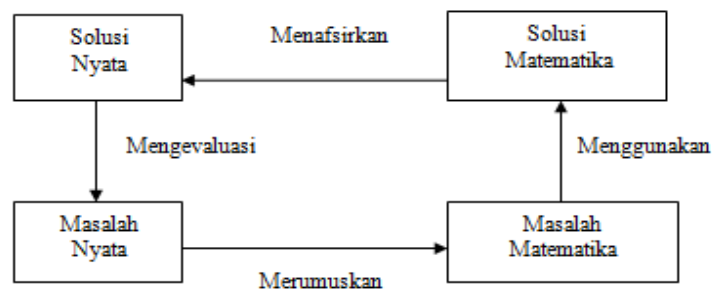 Solusi
Nyata
Menafsirkan
Solusi
Matematika
Mengevaluasi
Menggunakan
Masalah
Nyata
Merumuskan
Masalah
Matematika